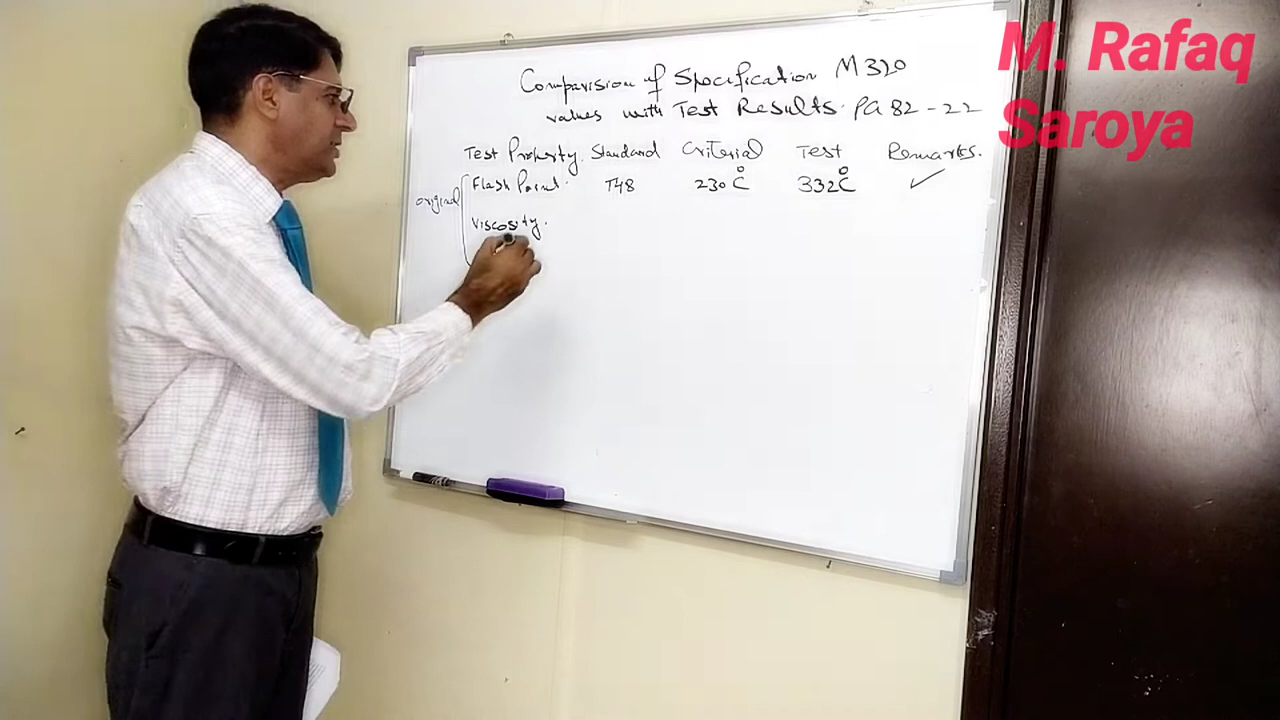 M. Rafaq
Saroya
Comparision of Specification M320
values with Test Results. PG 82-22
Test Property. Standard Criterial Test Remarks.
original Flash Point. T48 230°C 332°C ✓
Viscosity.